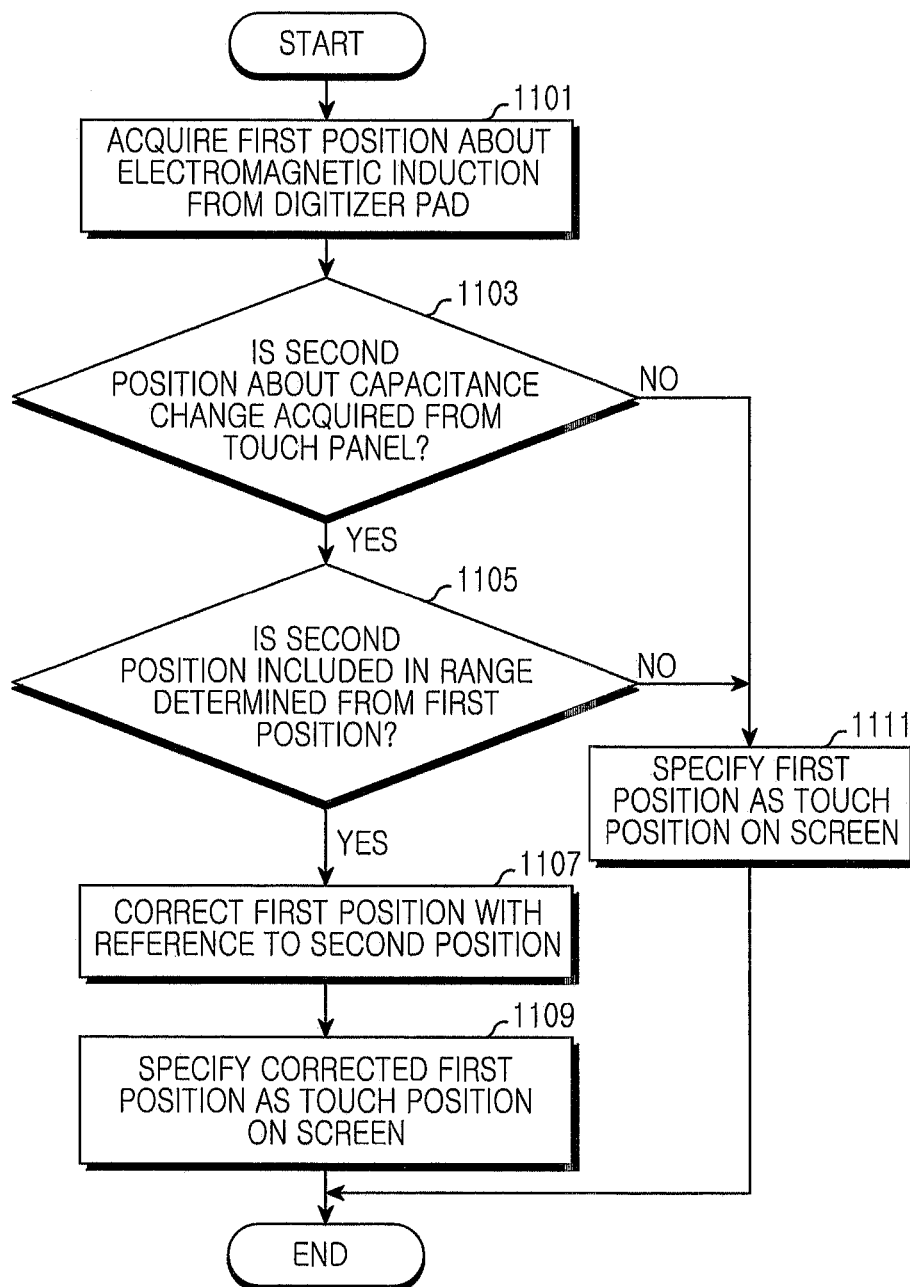 START
1101
ACQUIRE FIRST POSITION ABOUT
ELECTROMAGNETIC INDUCTION
FROM DIGITIZER PAD
1103
IS SECOND
POSITION ABOUT CAPACITANCE
CHANGE ACQUIRED FROM
TOUCH PANEL?
NO
YES
1105
IS SECOND
POSITION INCLUDED IN RANGE
DETERMINED FROM FIRST
POSITION?
NO
YES
1111
SPECIFY FIRST
POSITION AS TOUCH
POSITION ON SCREEN
1107
CORRECT FIRST POSITION WITH
REFERENCE TO SECOND POSITION
1109
SPECIFY CORRECTED FIRST
POSITION AS TOUCH POSITION
ON SCREEN
END